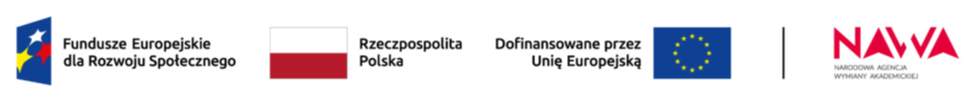 Fundusze Europejskie
dla Rozwoju Społecznego
Rzeczpospolita
Polska
Dofinansowane przez
Unię Europejską
NAWA
NARODOWA AGENCJA
WYMIANY AKADEMICKIEJ